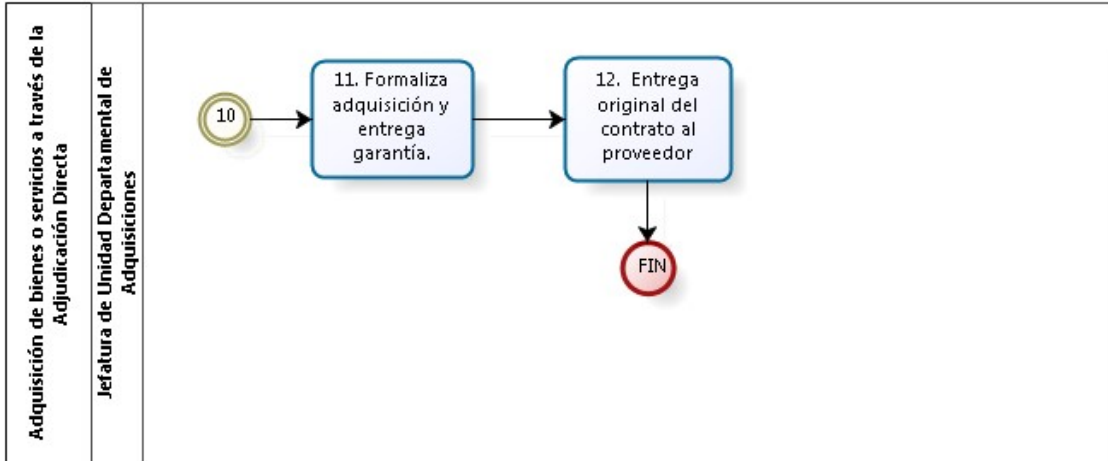 Adquisición de bienes o servicios a través de la
Adjudicación Directa
Jefatura de Unidad Departamental de
Adquisiciones
10
11. Formaliza
adquisición y
entrega
garantía.
12. Entrega
original del
contrato al
proveedor
FIN